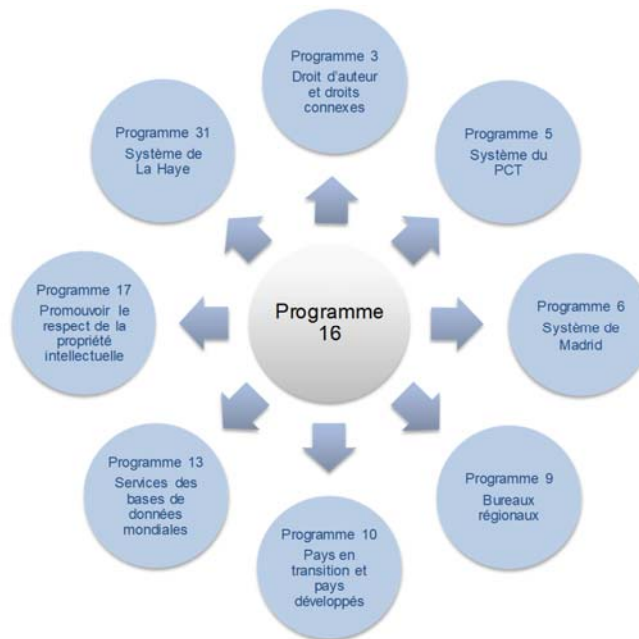 Programme 3
Droit d'auteur
et droits
connexes
Programme 5
Système du
PCT
Programme 6
Système de
Madrid
Programme 9
Bureaux
régionaux
Programme 10
Pays en
transition et
pays
développés
Programme 13
Services des
bases de
données
mondiales
Programme 17
Promouvoir le
respect de la
propriété
intellectuelle
Programme 31
Système de
La Haye
Programme
16